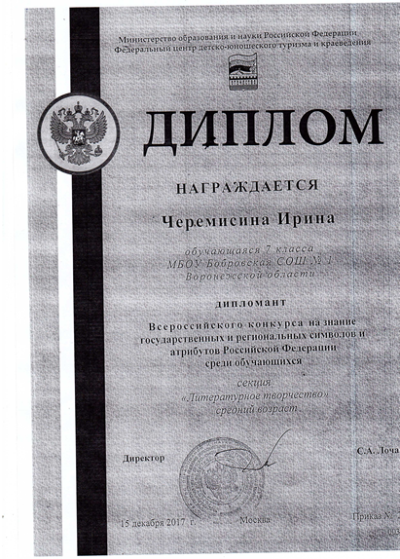 Министерство образования и науки Российской Федерации
Федеральный центр детско-юношеского туризма и краеведения
ДИПЛОМ
НАГРАЖДАЕТСЯ
Черемисина Ирина
обучающаяся 7 класса
МБОУ Бобровская СОШ № 1
Воронежской области
дипломант
Всероссийского конкурса на знание
государственных и региональных символов и
атрибутов Российской Федерации
среди обучающихся
секция
«Литературное творчество»
средний возраст
Директор
С.А. Лоча
15 декабря 2017 г.
Москва
Приказ №